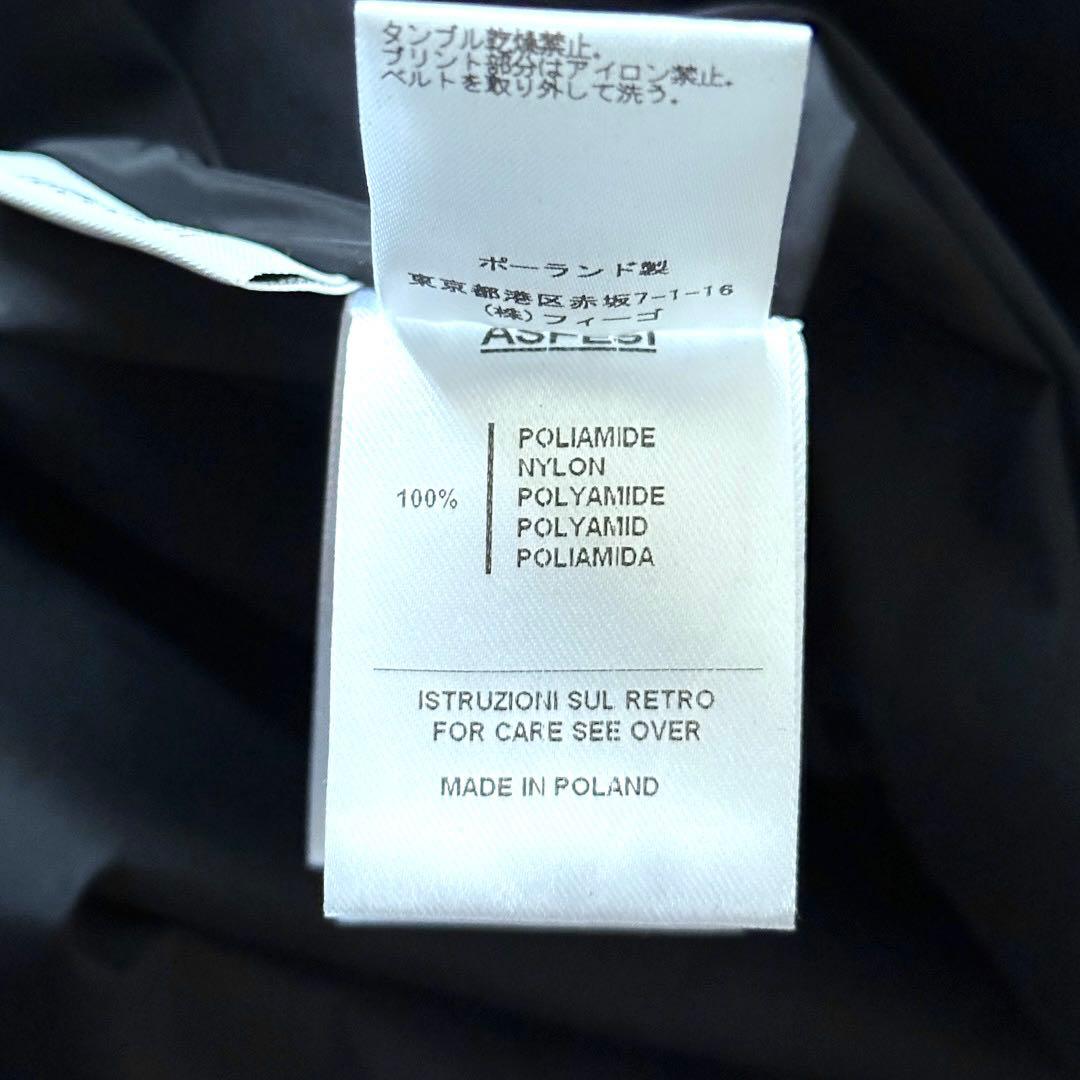 タンブル乾燥禁止.
プリント部分はアイロン禁止.
ベルトを取り外して洗う.
ポーランド製
東京都港区赤坂7-1-16
(株)フィーゴ
ASPESI
100%
POLIAMIDE
NYLON
POLYAMIDE
POLYAMID
POLIAMIDA
ISTRUZIONI SUL RETRO
FOR CARE SEE OVER
MADE IN POLAND